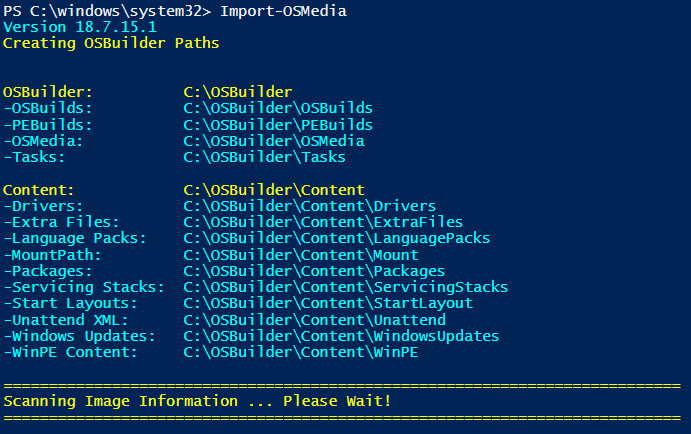 PS C:\windows\system32> Import-OSMedia
Version 18.7.15.1
Creating OSBuilder Paths
OSBuilder: C:\OSBuilder
-OSBuilds: C:\OSBuilder\OSBuilds
-PEBuilds: C:\OSBuilder\PEBuilds
-OSMedia: C:\OSBuilder\OSMedia
-Tasks: C:\OSBuilder\Tasks
Content: C:\OSBuilder\Content
-Drivers: C:\OSBuilder\Content\Drivers
-Extra Files: C:\OSBuilder\Content\ExtraFiles
-Language Packs: C:\OSBuilder\Content\LanguagePacks
-MountPath: C:\OSBuilder\Content\Mount
-Packages: C:\OSBuilder\Content\Packages
-Servicing Stacks: C:\OSBuilder\Content\ServicingStacks
-Start Layouts: C:\OSBuilder\Content\StartLayout
-Unattend XML: C:\OSBuilder\Content\Unattend
-Windows Updates: C:\OSBuilder\Content\WindowsUpdates
-WinPE Content: C:\OSBuilder\Content\WinPE
===========================================================================
Scanning Image Information ... Please Wait!
===========================================================================